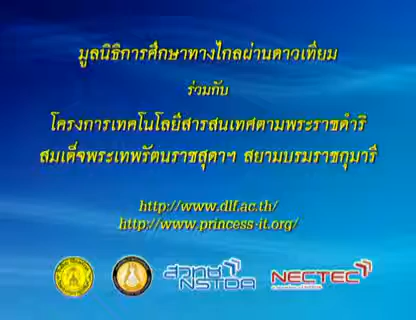 มูลนิธิการศึกษาทางไกลผ่านดาวเทียม
ร่วมกับ
โครงการเทคโนโลยีสารสนเทศตามพระราชดำริ
สมเด็จพระเทพรัตนราชสุดาฯ สยามบรมราชกุมารี
http://www.dlf.ac.th/
http://www.princess-it.org/
สวทช
NSTDA
NECTEC